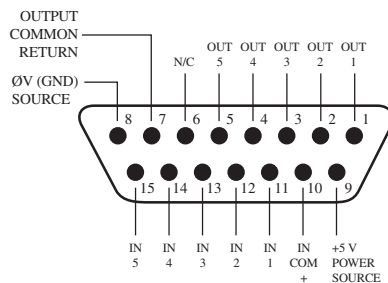 OUTPUT
COMMON
RETURN
ØV (GND)
SOURCE
N/C
OUT
5
OUT
4
OUT
3
OUT
2
OUT
1
8 7 6 5 4 3 2 1
15 14 13 12 11 10 9
IN
5
IN
4
IN
3
IN
2
IN
1
IN
COM
+
+5 V
POWER
SOURCE